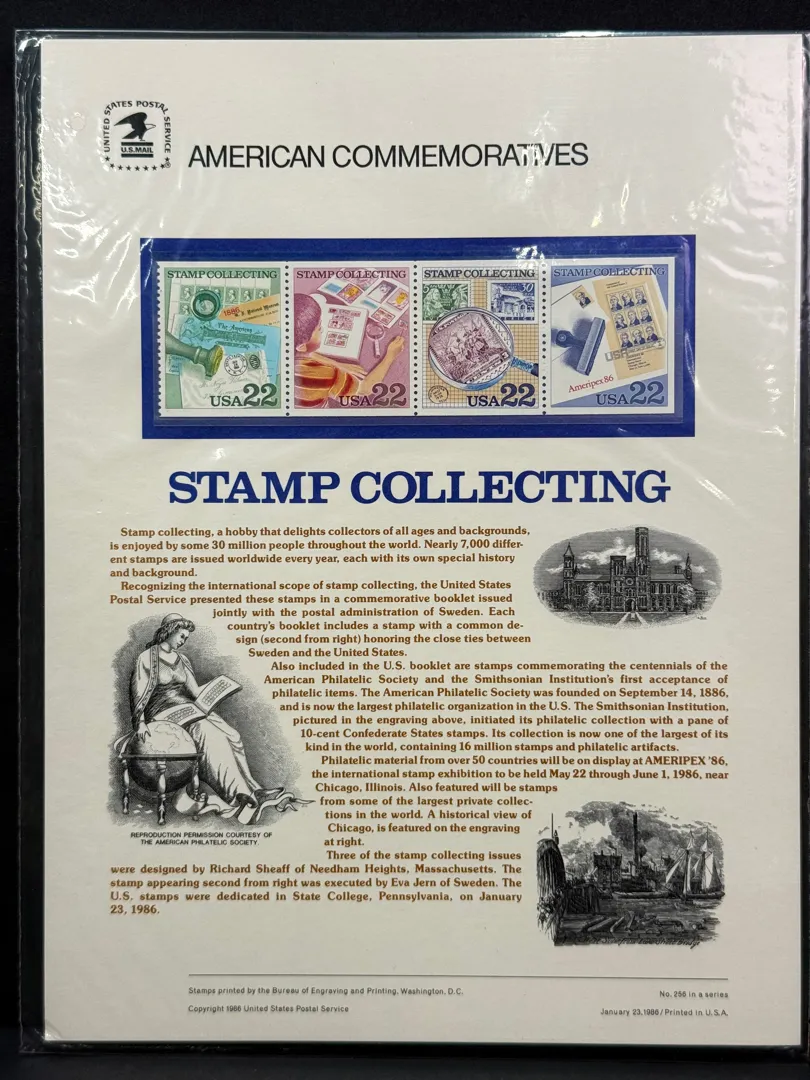 UNITED STATES POSTAL SERVICE
U.S.MAIL
AMERICAN COMMEMORATIVES
STAMP COLLECTING
USA 22
STAMP COLLECTING
USA 22
STAMP COLLECTING
USA 22
STAMP COLLECTING
Ameripex 86
USA 22
STAMP COLLECTING
Stamp collecting, a hobby that delights collectors of all ages and backgrounds,
is enjoyed by some 30 million people throughout the world. Nearly 7,000 differ-
ent stamps are issued worldwide every year, each with its own special history
and background.
Recognizing the international scope of stamp collecting, the United States
Postal Service presented these stamps in a commemorative booklet issued
jointly with the postal administration of Sweden. Each
country's booklet includes a stamp with a common de-
sign (second from right) honoring the close ties between
Sweden and the United States.
Also included in the U.S. booklet are stamps commemorating the centennials of the
American Philatelic Society and the Smithsonian Institution's first acceptance of
philatelic items. The American Philatelic Society was founded on September 14, 1886,
and is now the largest philatelic organization in the U.S. The Smithsonian Institution,
pictured in the engraving above, initiated its philatelic collection with a pane of
10-cent Confederate States stamps. Its collection is now one of the largest of its
kind in the world, containing 16 million stamps and philatelic artifacts.
Philatelic material from over 50 countries will be on display at AMERIPEX '86,
the international stamp exhibition to be held May 22 through June 1, 1986, near
Chicago, Illinois. Also featured will be stamps
from some of the largest private collec-
tions in the world. A historical view of
Chicago, is featured on the engraving
at right.
REPRODUCTION PERMISSION COURTESY OF
THE AMERICAN PHILATELIC SOCIETY.
Three of the stamp collecting issues
were designed by Richard Sheaff of Needham Heights, Massachusetts. The
stamp appearing second from right was executed by Eva Jern of Sweden. The
U.S. stamps were dedicated in State College, Pennsylvania, on January
23, 1986.
Stamps printed by the Bureau of Engraving and Printing, Washington, D.C.
No. 256 in a series
Copyright 1986 United States Postal Service
January 23, 1986 / Printed in U.S.A.